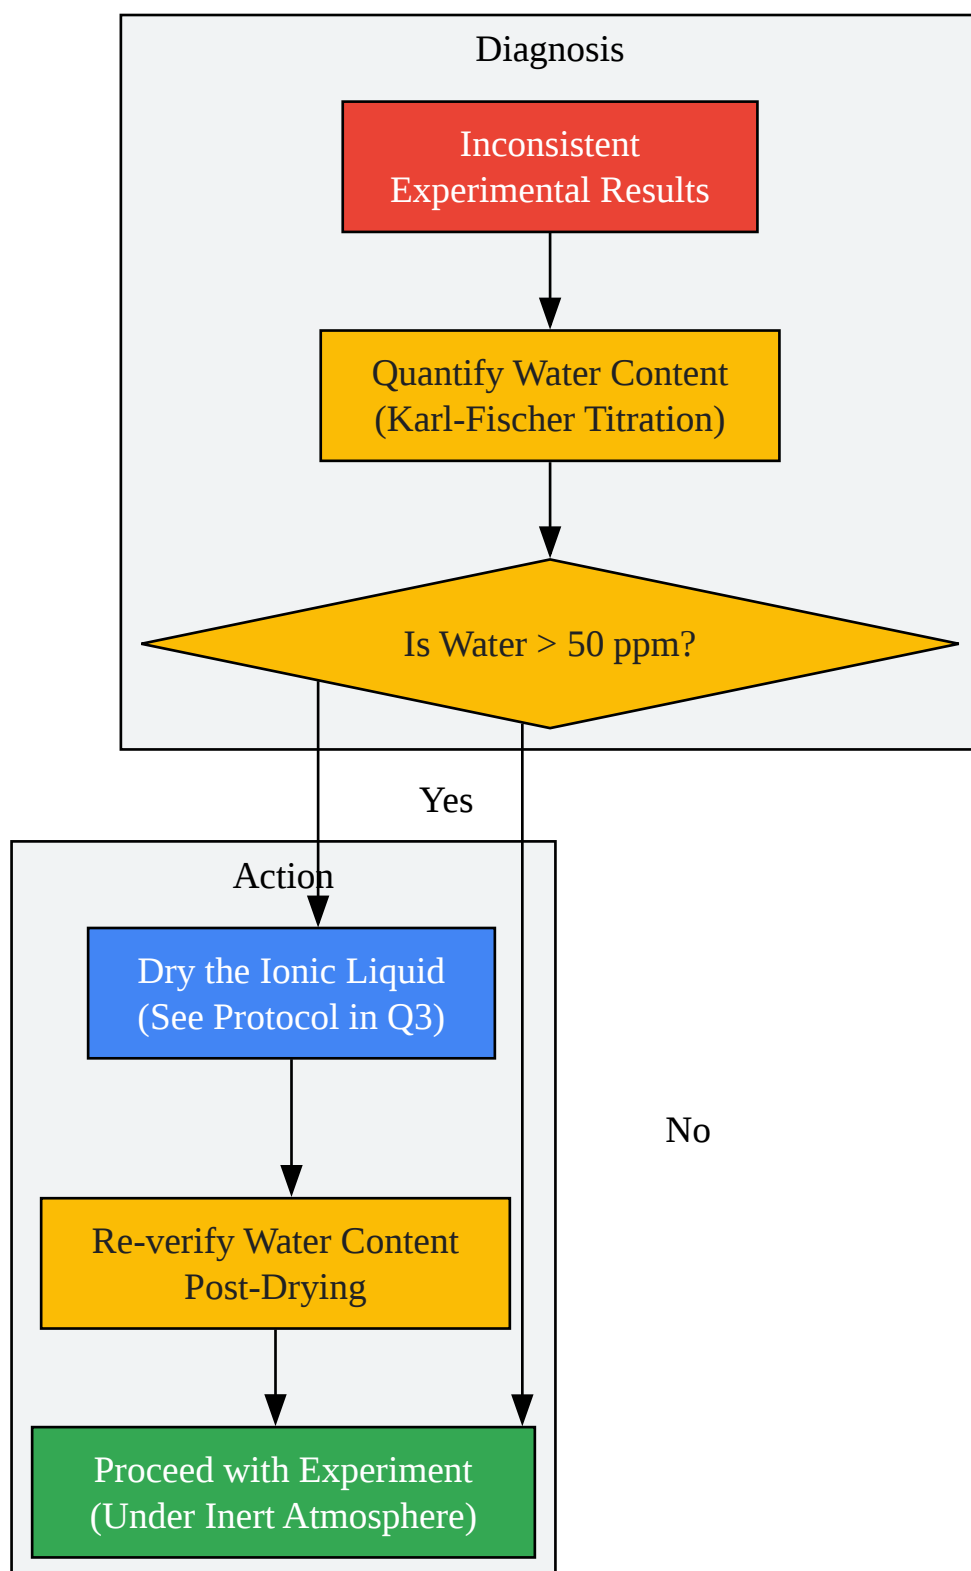 Diagnosis
Inconsistent
Experimental Results
Quantify Water Content
(Karl-Fischer Titration)
Is Water > 50 ppm?
Yes
Action
Dry the Ionic Liquid
(See Protocol in Q3)
No
Re-verify Water Content
Post-Drying
Proceed with Experiment
(Under Inert Atmosphere)